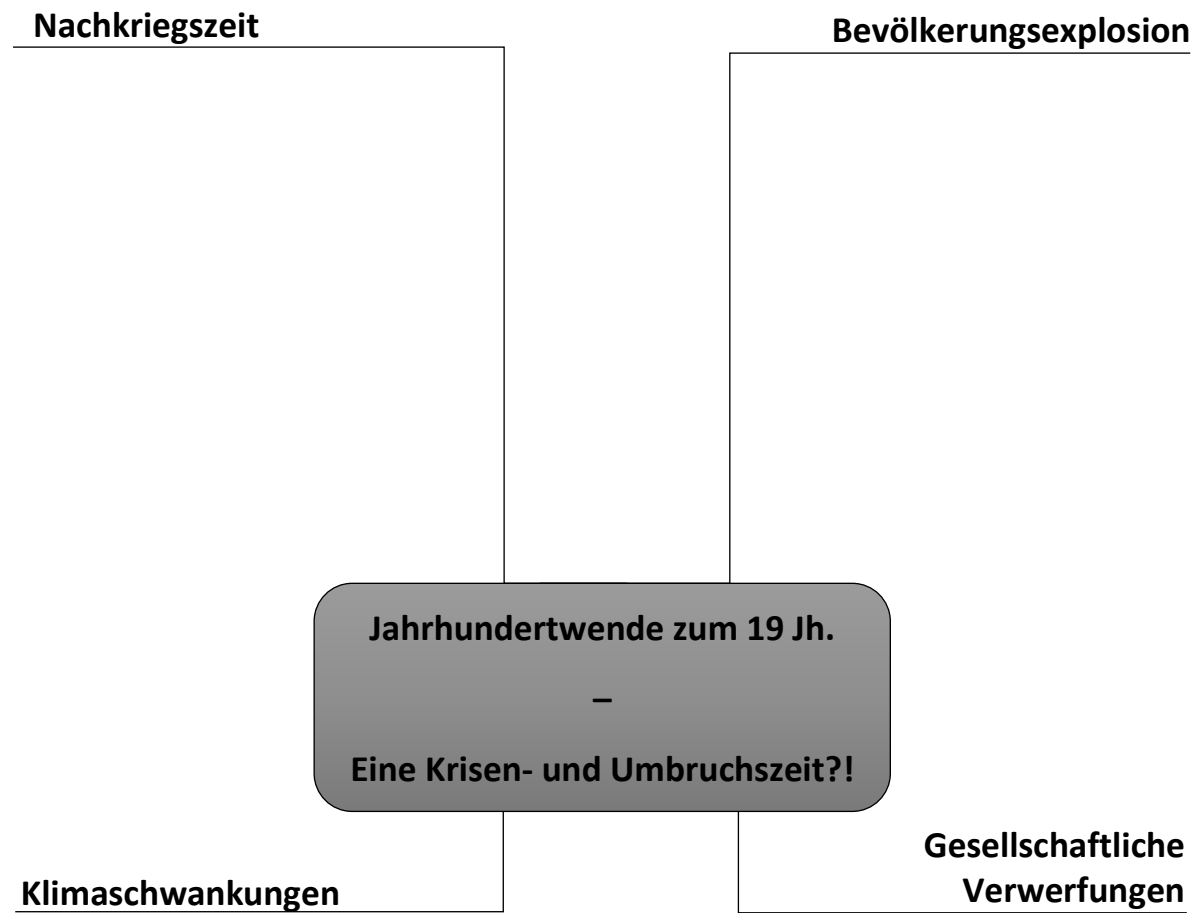 Nachkriegszeit
Bevölkerungsexplosion
Jahrhundertwende zum 19 Jh.
–
Eine Krisen- und Umbruchszeit?!
Klimaschwankungen
Gesellschaftliche
Verwerfungen